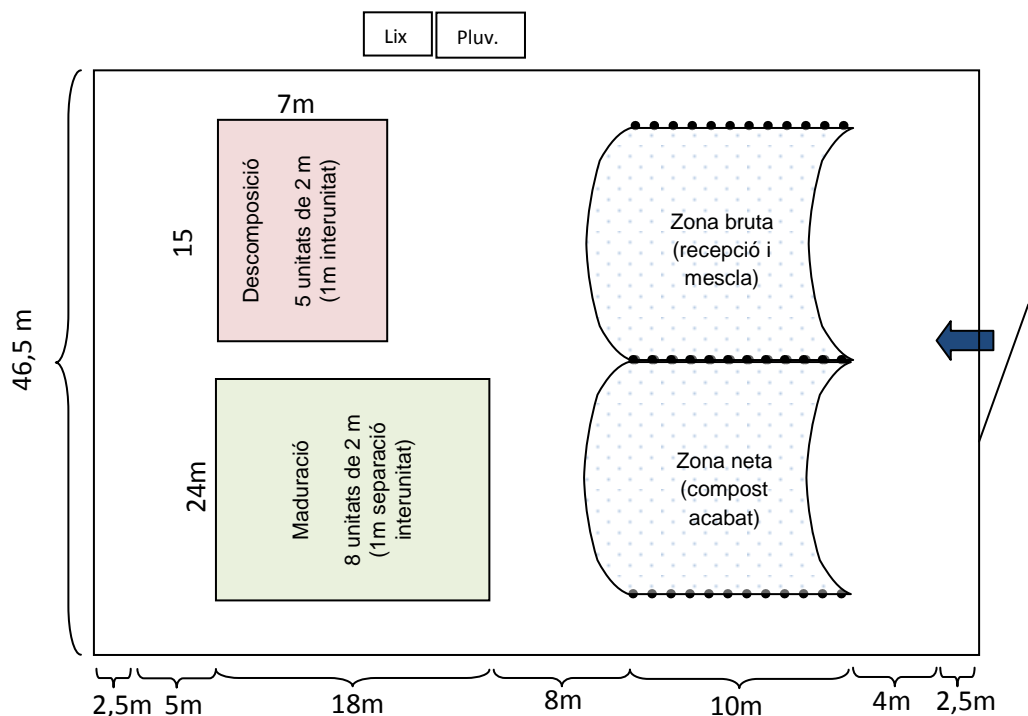 Lix
Pluv.
7m
15
Descomposició
5 unitats de 2 m
(1m interunitat)
Zona bruta
(recepció i
mescla)
46,5 m
24m
Maduració
8 unitats de 2 m
(1m separació
interunitat)
Zona neta
(compost
acabat)
2,5m
5m
18m
8m
10m
4m
2,5m